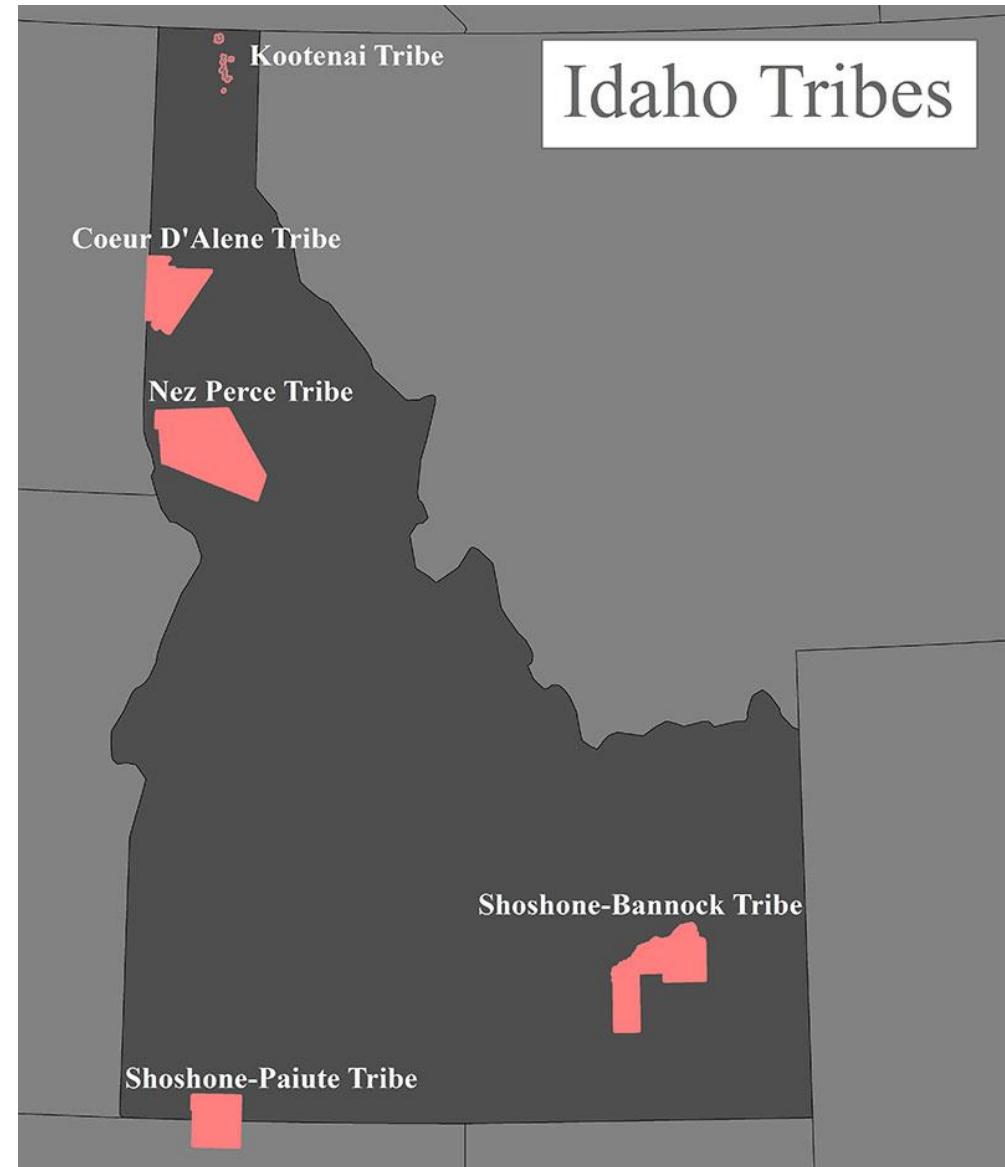 Idaho Tribes
Kootenai Tribe
Coeur D'Alene Tribe
Nez Perce Tribe
Shoshone-Bannock Tribe
Shoshone-Paiute Tribe